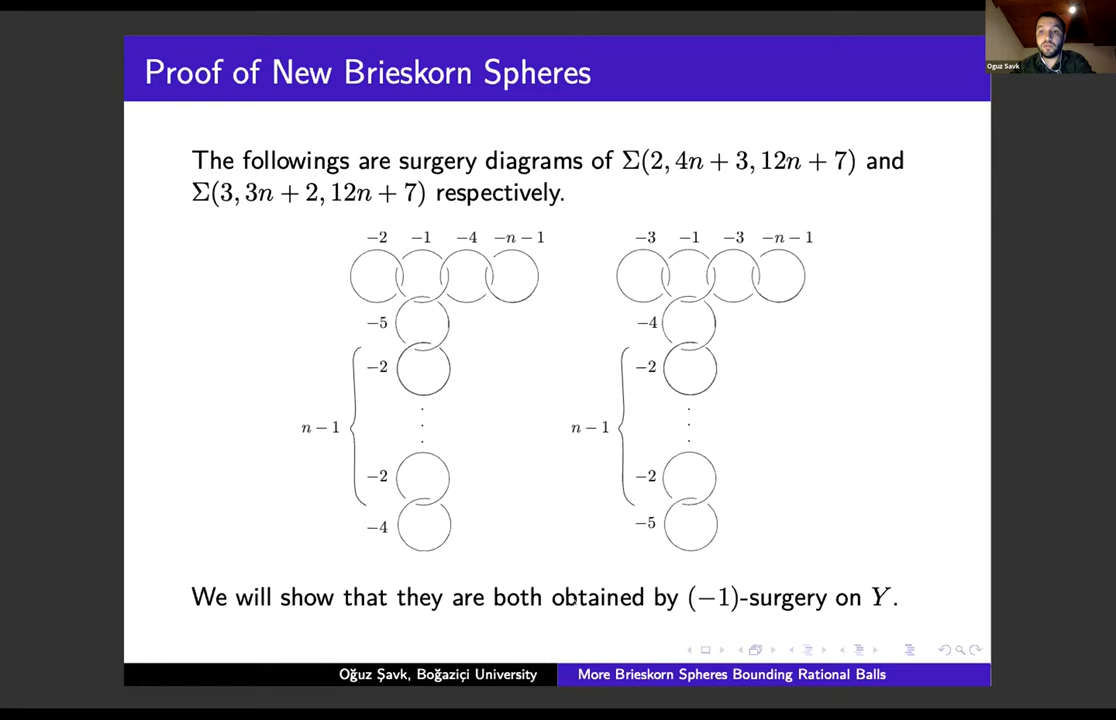 Oguz Savk
Proof of New Brieskorn Spheres
The followings are surgery diagrams of Σ(2, 4n + 3, 12n + 7) and
Σ(3, 3n + 2, 12n + 7) respectively.
−2 −1 −4 −n − 1 −3 −1 −3 −n − 1
−5 −4
−2 −2
n − 1 n − 1
−2 −2
−4 −5
We will show that they are both obtained by (−1)-surgery on Y.
Oğuz Şavk, Boğaziçi University More Brieskorn Spheres Bounding Rational Balls